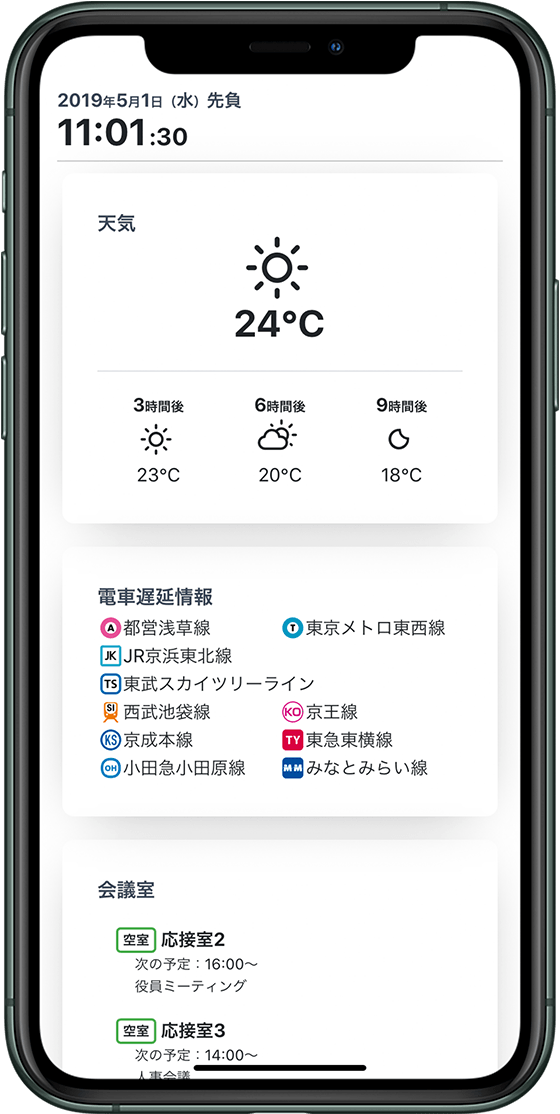 2019年5月1日（水）先負
11:01:30
天気
24°C
3時間後 6時間後 9時間後
23°C 20°C 18°C
電車遅延情報
A 都営浅草線 T 東京メトロ東西線
JK JR京浜東北線
TS 東武スカイツリーライン
SI 西武池袋線 KO 京王線
KS 京成本線 TY 東急東横線
OH 小田急小田原線 MM みなとみらい線
会議室
空室 応接室2
次の予定：16:00〜
役員ミーティング
空室 応接室3
次の予定：14:00〜
人事会議